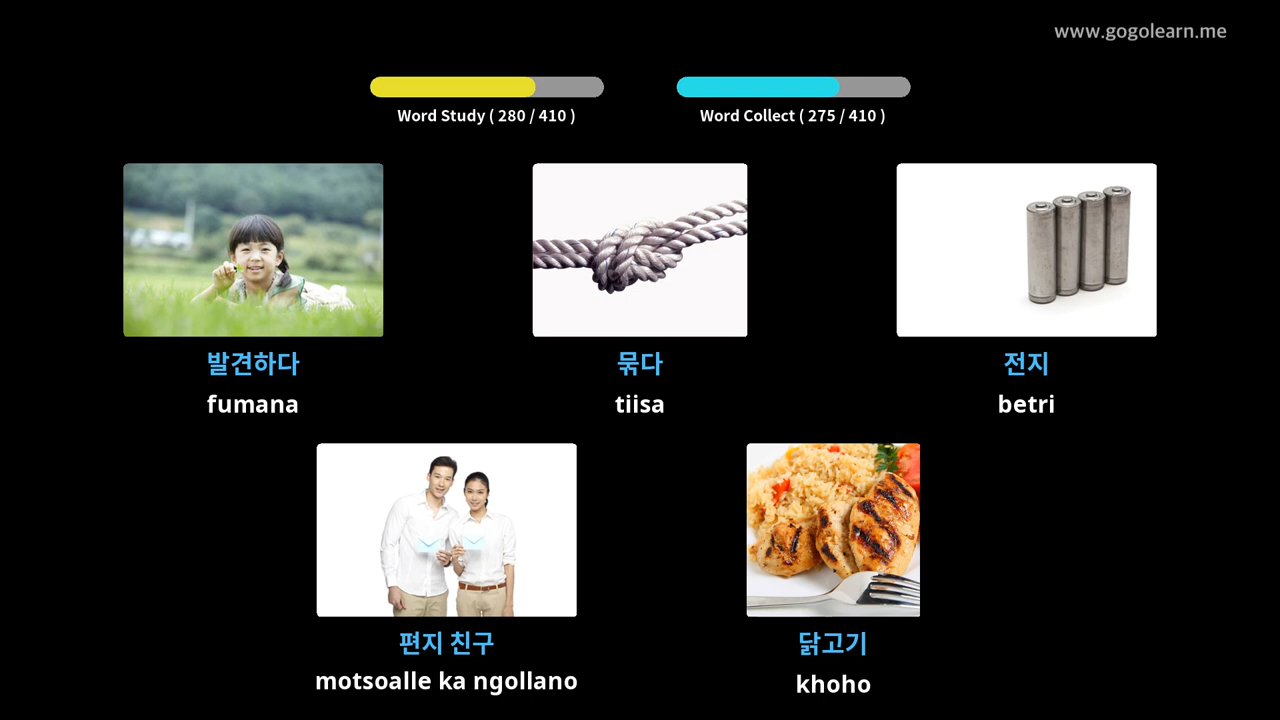 www.gogolearn.me
Word Study ( 280 / 410 )
Word Collect ( 275 / 410 )
발견하다
fumana
묶다
tiisa
전지
betri
편지 친구
motsoalle ka ngollano
닭고기
khoho